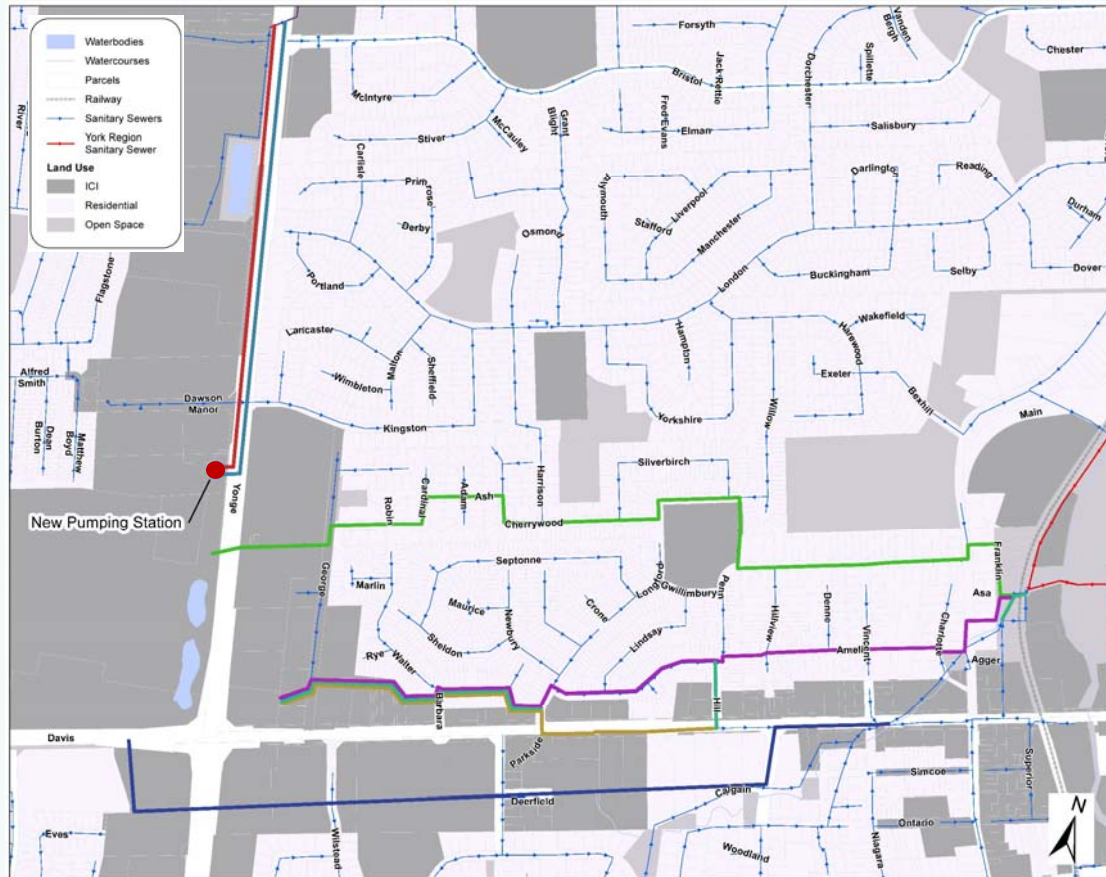 Waterbodies
Watercourses
Parcels
Railway
Sanitary Sewers
York Region
Sanitary Sewer
Land Use
ICI
Residential
Open Space
Forsyth
Jack Rettie
Dorchester
Vanden
Bergh
Spillette
Chester
River
McIntyre
Bristol
Fred Evans
Elman
Salisbury
Stiver
McCauley
Grant
Blight
Carlisle
Primrose
Derby
Osmond
Plymouth
Liverpool
Stafford
Manchester
Darlington
Reading
Durham
Portland
London
Buckingham
Selby
Dover
Flagstone
Lancaster
Malton
Sheffield
Wimbleton
Hampton
Harewood
Wakefield
Exeter
Bexhill
Alfred
Smith
Dawson
Manor
Kingston
Yorkshire
Willow
Main
Dean
Burton
Matthew
Boyd
Yonge
New Pumping Station
Silverbirch
Harrison
Robin
Cardinal
Adam
Ash
Cherrywood
Franklin
George
Septonne
Marlin
Maurice
Newbury
Crone
Long
Gwillimbury
Penn
Asa
Sheldon
Lindsay
Hillview
Denne
Vincent
Charlotte
Amelia
Agger
Rye
Walter
Barbara
Hill
Davis
Parkside
Deerfield
Calgain
Simcoe
Superior
Eves
Wilstead
Woodland
Niagara
Ontario
N